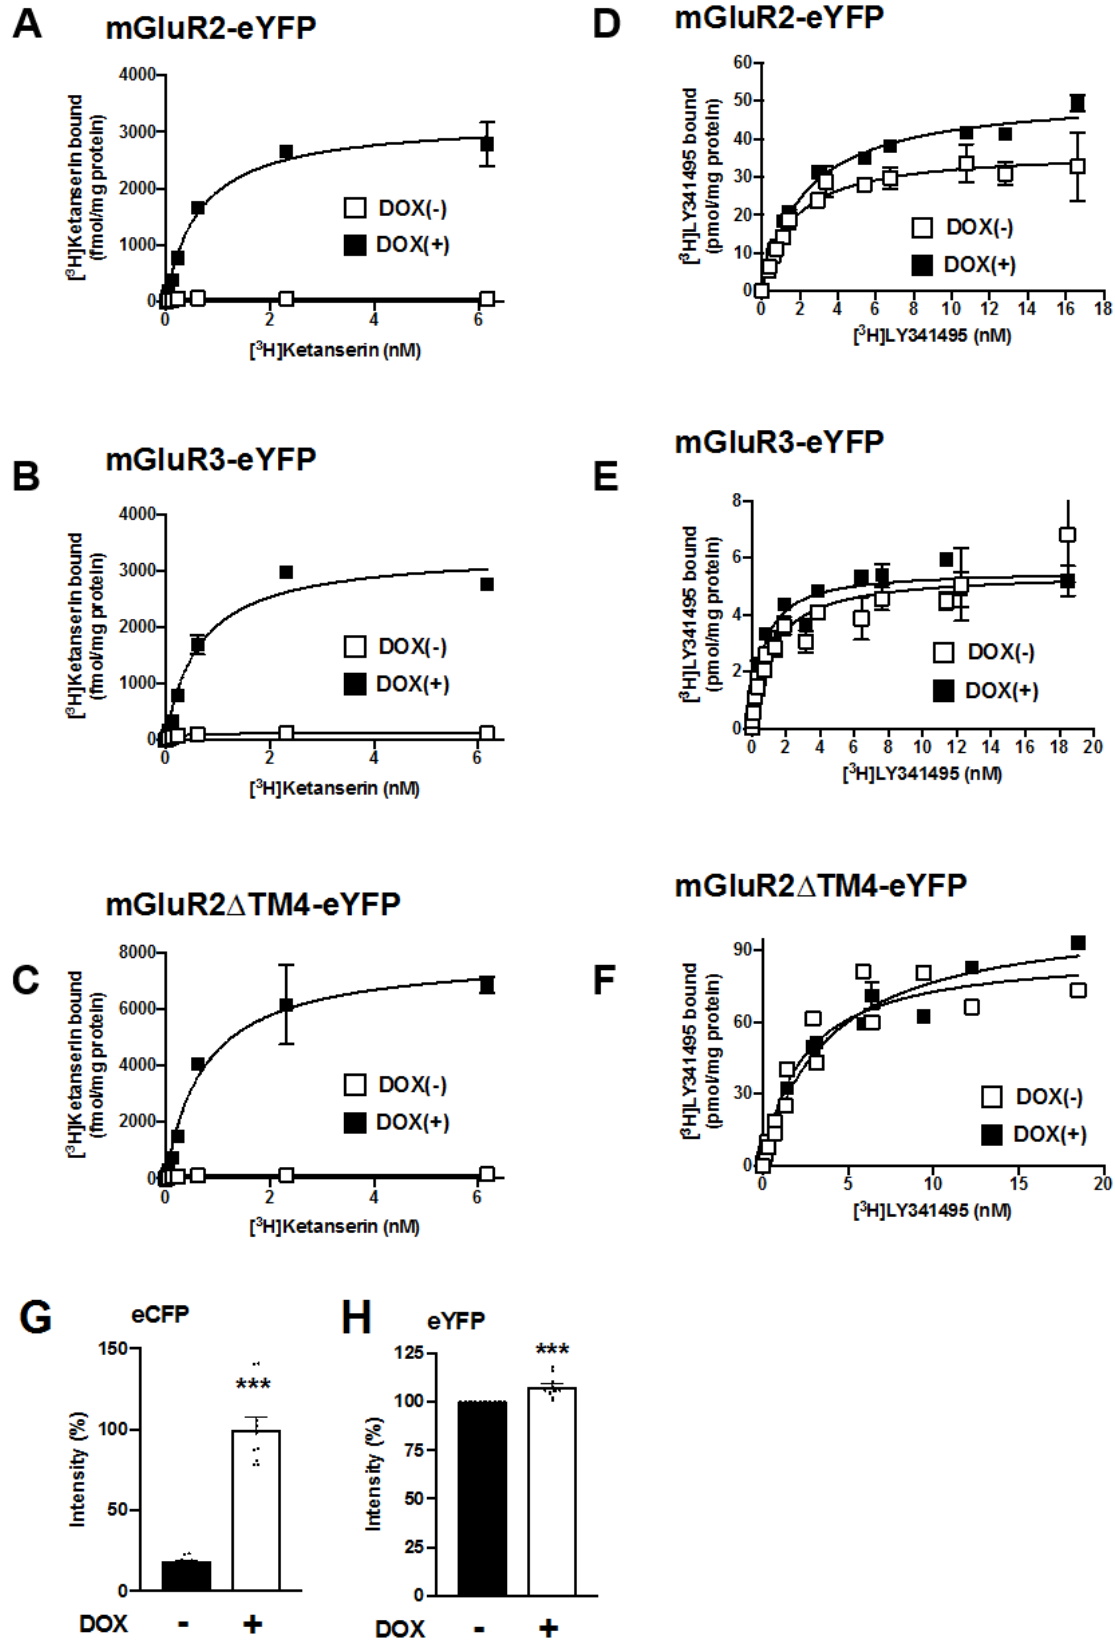 A
mGluR2-eYFP
[³H]Ketanserin bound
(fmol/mg protein)
4000
3000
2000
1000
0
DOX(-)
DOX(+)
0 2 4 6
[³H]Ketanserin (nM)
D
mGluR2-eYFP
[³H]LY341495 bound
(pmol/mg protein)
60
50
40
30
20
10
0
DOX(-)
DOX(+)
0 2 4 6 8 10 12 14 16 18
[³H]LY341495 (nM)
B
mGluR3-eYFP
[³H]Ketanserin bound
(fmol/mg protein)
4000
3000
2000
1000
0
DOX(-)
DOX(+)
0 2 4 6
[³H]Ketanserin (nM)
E
mGluR3-eYFP
[³H]LY341495 bound
(pmol/mg protein)
8
6
4
2
0
DOX(-)
DOX(+)
0 2 4 6 8 10 12 14 16 18 20
[³H]LY341495 (nM)
C
mGluR2ΔTM4-eYFP
[³H]Ketanserin bound
(fmol/mg protein)
8000
6000
4000
2000
0
DOX(-)
DOX(+)
0 2 4 6
[³H]Ketanserin (nM)
F
mGluR2ΔTM4-eYFP
[³H]LY341495 bound
(pmol/mg protein)
90
60
30
0
DOX(-)
DOX(+)
0 5 10 15 20
[³H]LY341495 (nM)
G
eCFP
Intensity (%)
150
100
50
0
***
DOX - +
H
eYFP
Intensity (%)
125
100
75
50
25
0
***
DOX - +